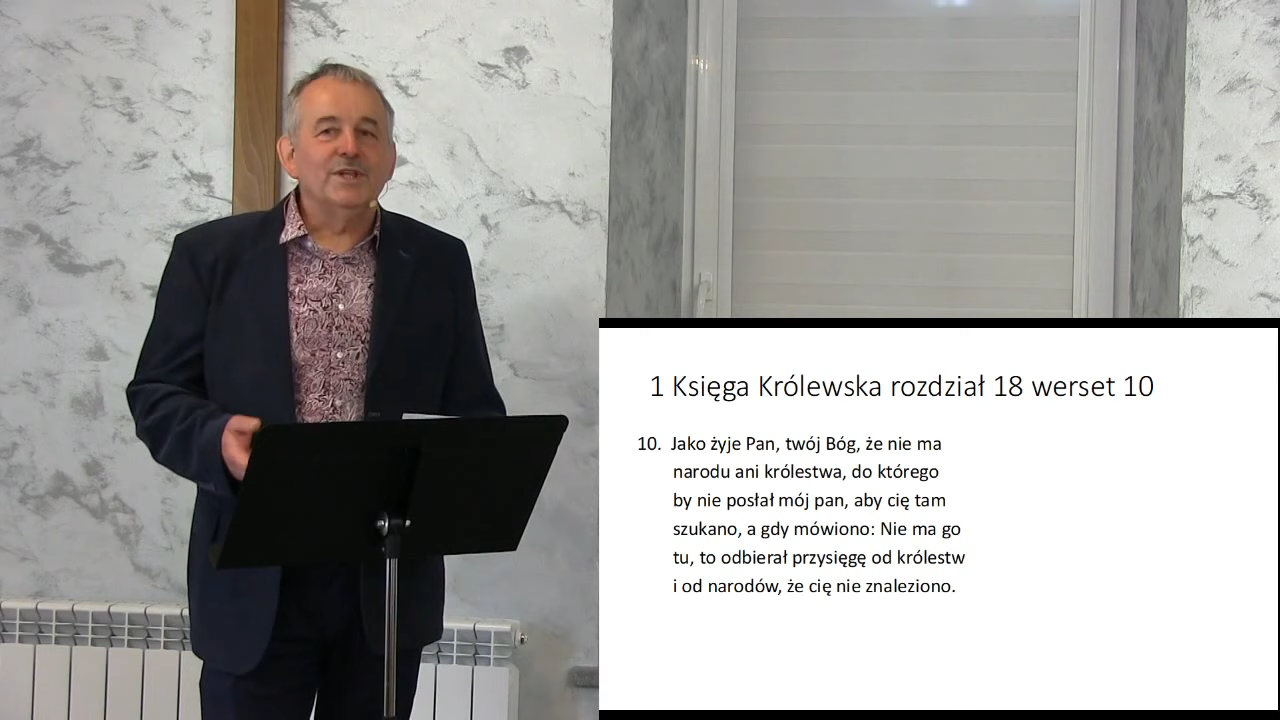 1 Księga Królewska rozdział 18 werset 10
10. Jako żyje Pan, twój Bóg, że nie ma
narodu ani królestwa, do którego
by nie posłał mój pan, aby cię tam
szukano, a gdy mówiono: Nie ma go
tu, to odbierał przysięgę od królestw
i od narodów, że cię nie znaleziono.